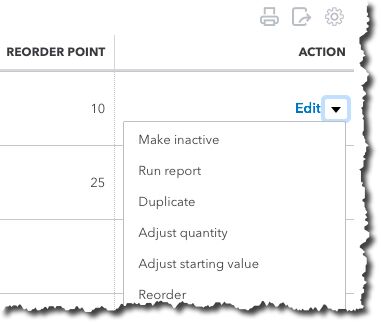 REORDER POINT ACTION
10 Edit
Make inactive
Run report
25
Duplicate
Adjust quantity
Adjust starting value
Reorder